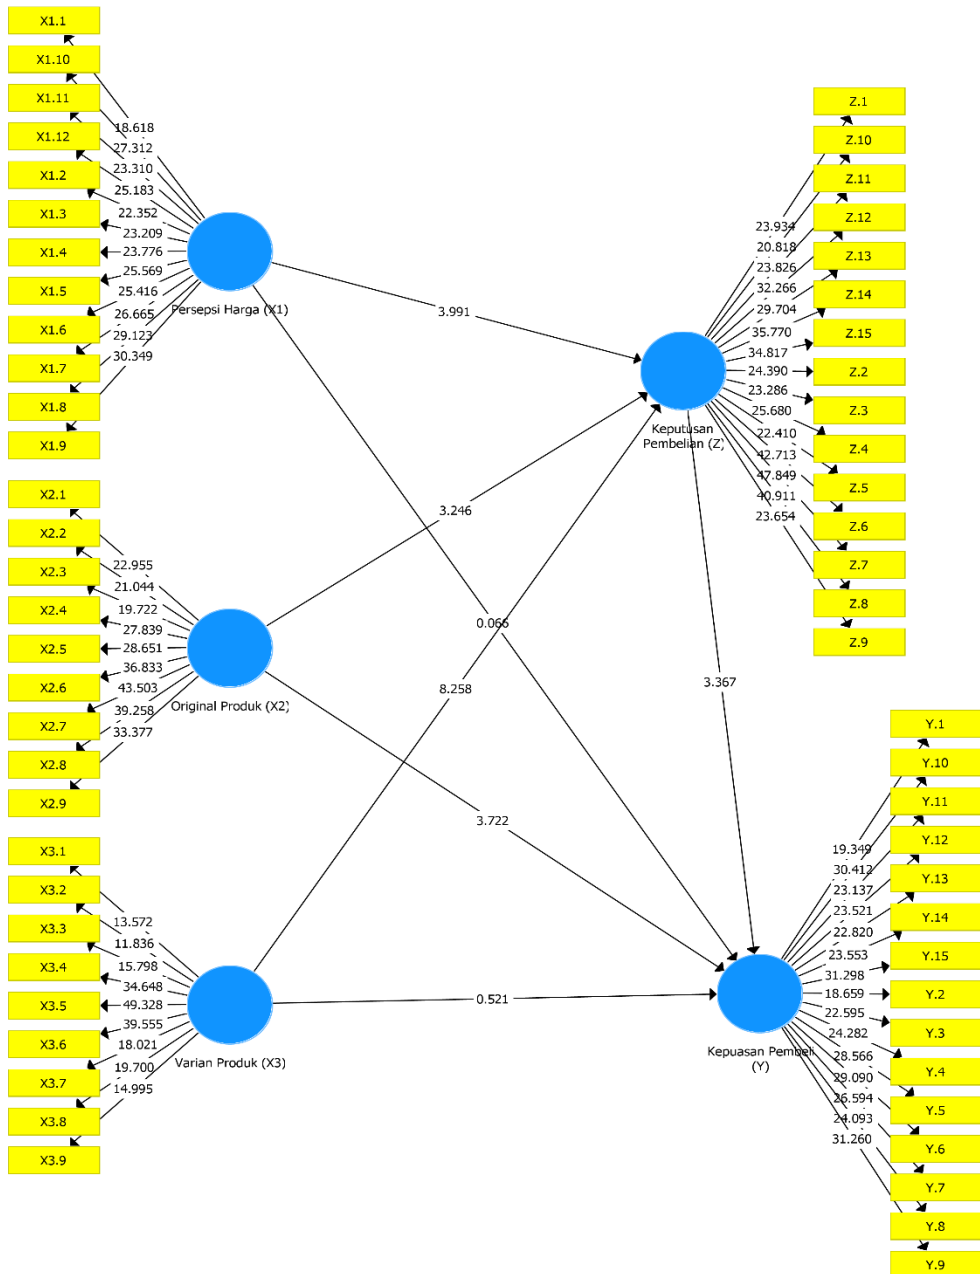 X1.1
X1.10
X1.11
X1.12
X1.2
X1.3
X1.4
X1.5
X1.6
X1.7
X1.8
X1.9
18.618
27.312
23.310
25.183
22.352
23.209
23.776
25.569
25.416
26.665
29.123
30.349
Persepsi Harga (X1)
X2.1
X2.2
X2.3
X2.4
X2.5
X2.6
X2.7
X2.8
X2.9
22.955
21.044
19.722
27.839
28.651
36.833
43.503
39.258
33.377
Original Produk (X2)
X3.1
X3.2
X3.3
X3.4
X3.5
X3.6
X3.7
X3.8
X3.9
13.572
11.836
15.798
34.648
49.328
39.555
18.021
19.700
14.995
Varian Produk (X3)
3.991
3.246
0.066
8.258
3.722
0.521
3.367
Keputusan
Pembelian (Z)
23.934
20.818
23.826
32.266
29.704
35.770
34.817
24.390
23.286
25.680
22.410
42.713
47.849
40.911
23.654
Z.1
Z.10
Z.11
Z.12
Z.13
Z.14
Z.15
Z.2
Z.3
Z.4
Z.5
Z.6
Z.7
Z.8
Z.9
Kepuasan Pembeli
(Y)
19.349
30.412
23.137
23.521
22.820
23.553
31.298
18.659
22.595
24.282
28.566
29.090
26.594
24.093
31.260
Y.1
Y.10
Y.11
Y.12
Y.13
Y.14
Y.15
Y.2
Y.3
Y.4
Y.5
Y.6
Y.7
Y.8
Y.9